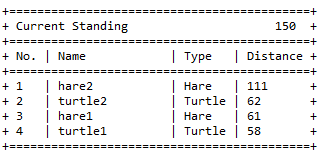 +===========================================+
+ Current Standing                     150  +
+===========================================+
+ No. | Name            | Type   | Distance +
+===========================================+
+ 1   | hare2           | Hare   | 111      +
+ 2   | turtle2         | Turtle | 62       +
+ 3   | hare1           | Hare   | 61       +
+ 4   | turtle1         | Turtle | 58       +
+===========================================+